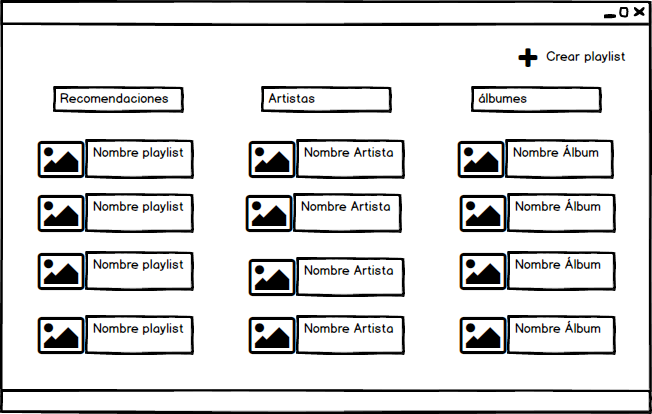 Crear playlist
Recomendaciones
Artistas
álbumes
Nombre playlist
Nombre Artista
Nombre Álbum
Nombre playlist
Nombre Artista
Nombre Álbum
Nombre playlist
Nombre Artista
Nombre Álbum
Nombre playlist
Nombre Artista
Nombre Álbum